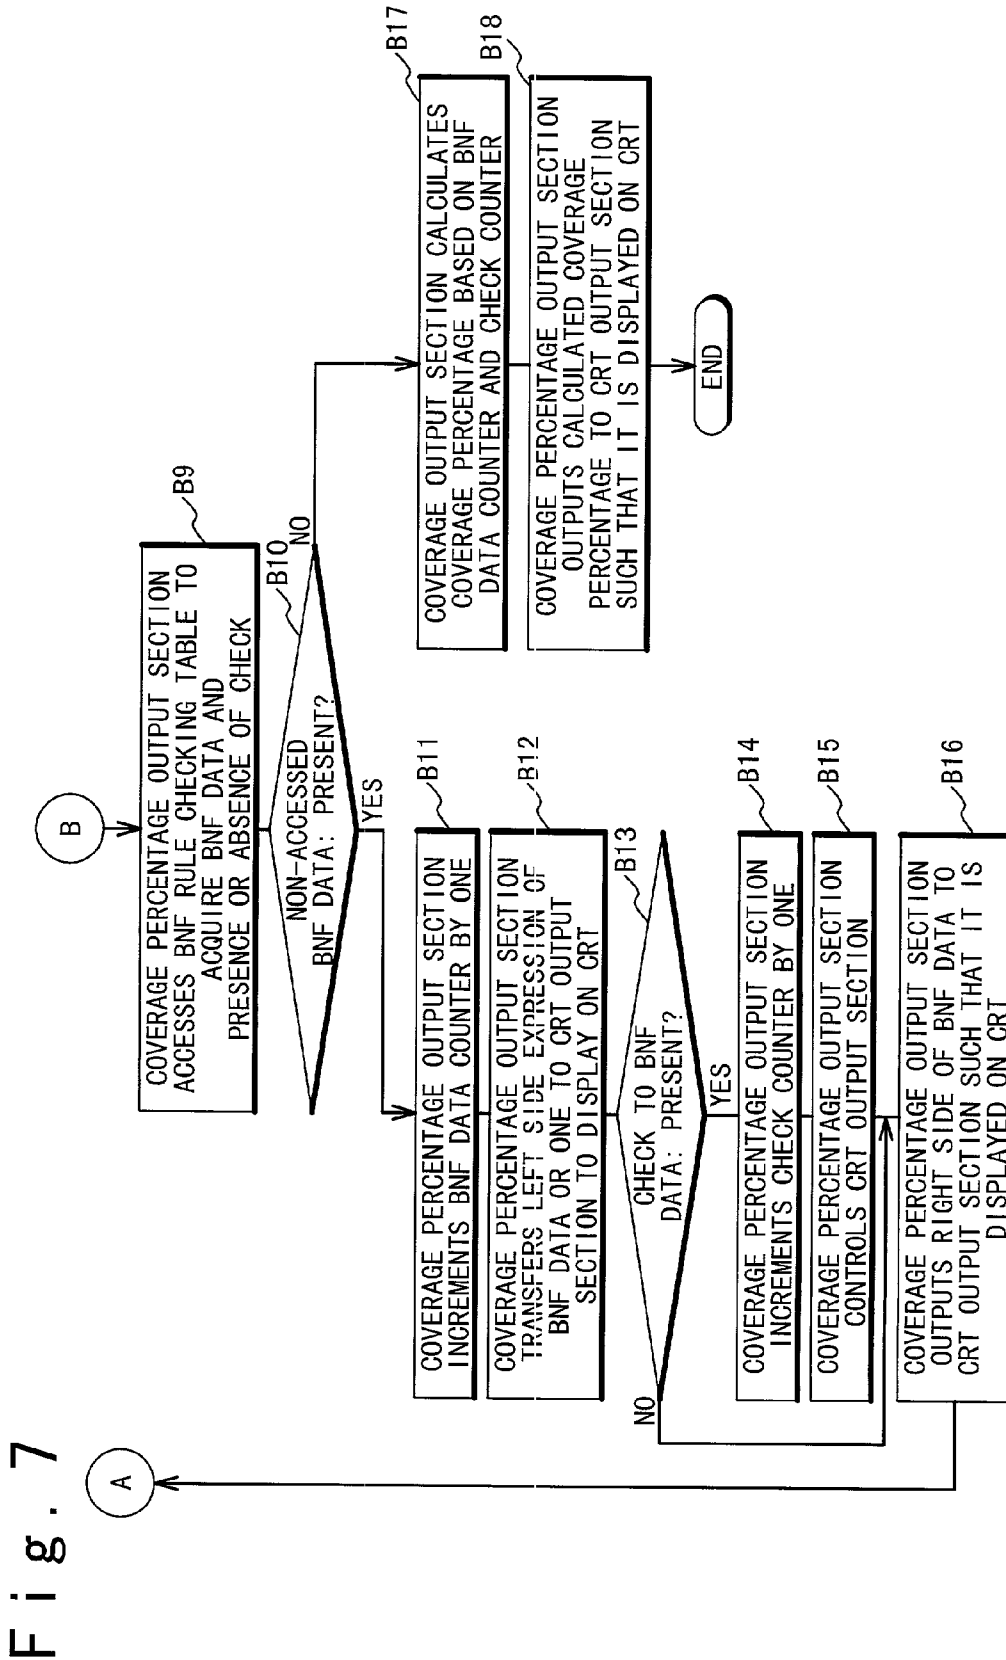 Fig. 7
B
COVERAGE PERCENTAGE OUTPUT SECTION
ACCESSES BNF RULE CHECKING TABLE TO
ACQUIRE BNF DATA AND
PRESENCE OR ABSENCE OF CHECK
B9
NON-ACCESSED
BNF DATA: PRESENT?
B10
NO
YES
COVERAGE PERCENTAGE OUTPUT SECTION
INCREMENTS BNF DATA COUNTER BY ONE
B11
COVERAGE PERCENTAGE OUTPUT SECTION
TRANSFERS LEFT SIDE EXPRESSION OF
BNF DATA OR ONE TO CRT OUTPUT
SECTION TO DISPLAY ON CRT
B12
CHECK TO BNF
DATA: PRESENT?
B13
NO
YES
COVERAGE PERCENTAGE OUTPUT SECTION
INCREMENTS CHECK COUNTER BY ONE
B14
COVERAGE PERCENTAGE OUTPUT SECTION
CONTROLS CRT OUTPUT SECTION
B15
COVERAGE PERCENTAGE OUTPUT SECTION
OUTPUTS RIGHT SIDE OF BNF DATA TO
CRT OUTPUT SECTION SUCH THAT IT IS
DISPLAYED ON CRT
B16
A
COVERAGE OUTPUT SECTION CALCULATES
COVERAGE PERCENTAGE BASED ON BNF
DATA COUNTER AND CHECK COUNTER
B17
COVERAGE PERCENTAGE OUTPUT SECTION
OUTPUTS CALCULATED COVERAGE
PERCENTAGE TO CRT OUTPUT SECTION
SUCH THAT IT IS DISPLAYED ON CRT
B18
END